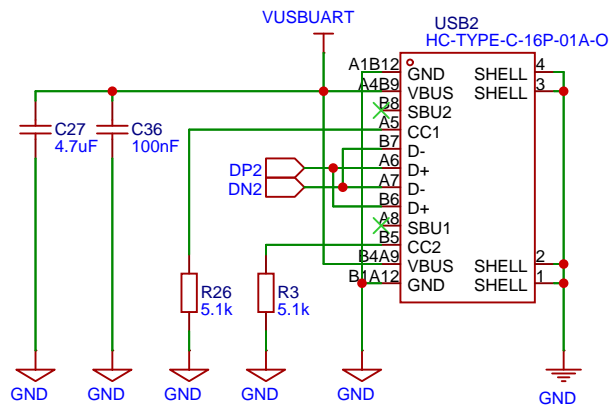 VUSBUART
USB2
HC-TYPE-C-16P-01A-O
A1B12 GND SHELL 4
A4B9 VBUS SHELL 3
B8 SBU2
A5 CC1
B7 D-
A6 D+
A7 D-
B6 D+
A8 SBU1
B5 CC2
B4A9 VBUS SHELL 2
B1A12 GND SHELL 1
C27
4.7uF
C36
100nF
DP2
DN2
R26
5.1k
R3
5.1k
GND GND GND GND GND GND